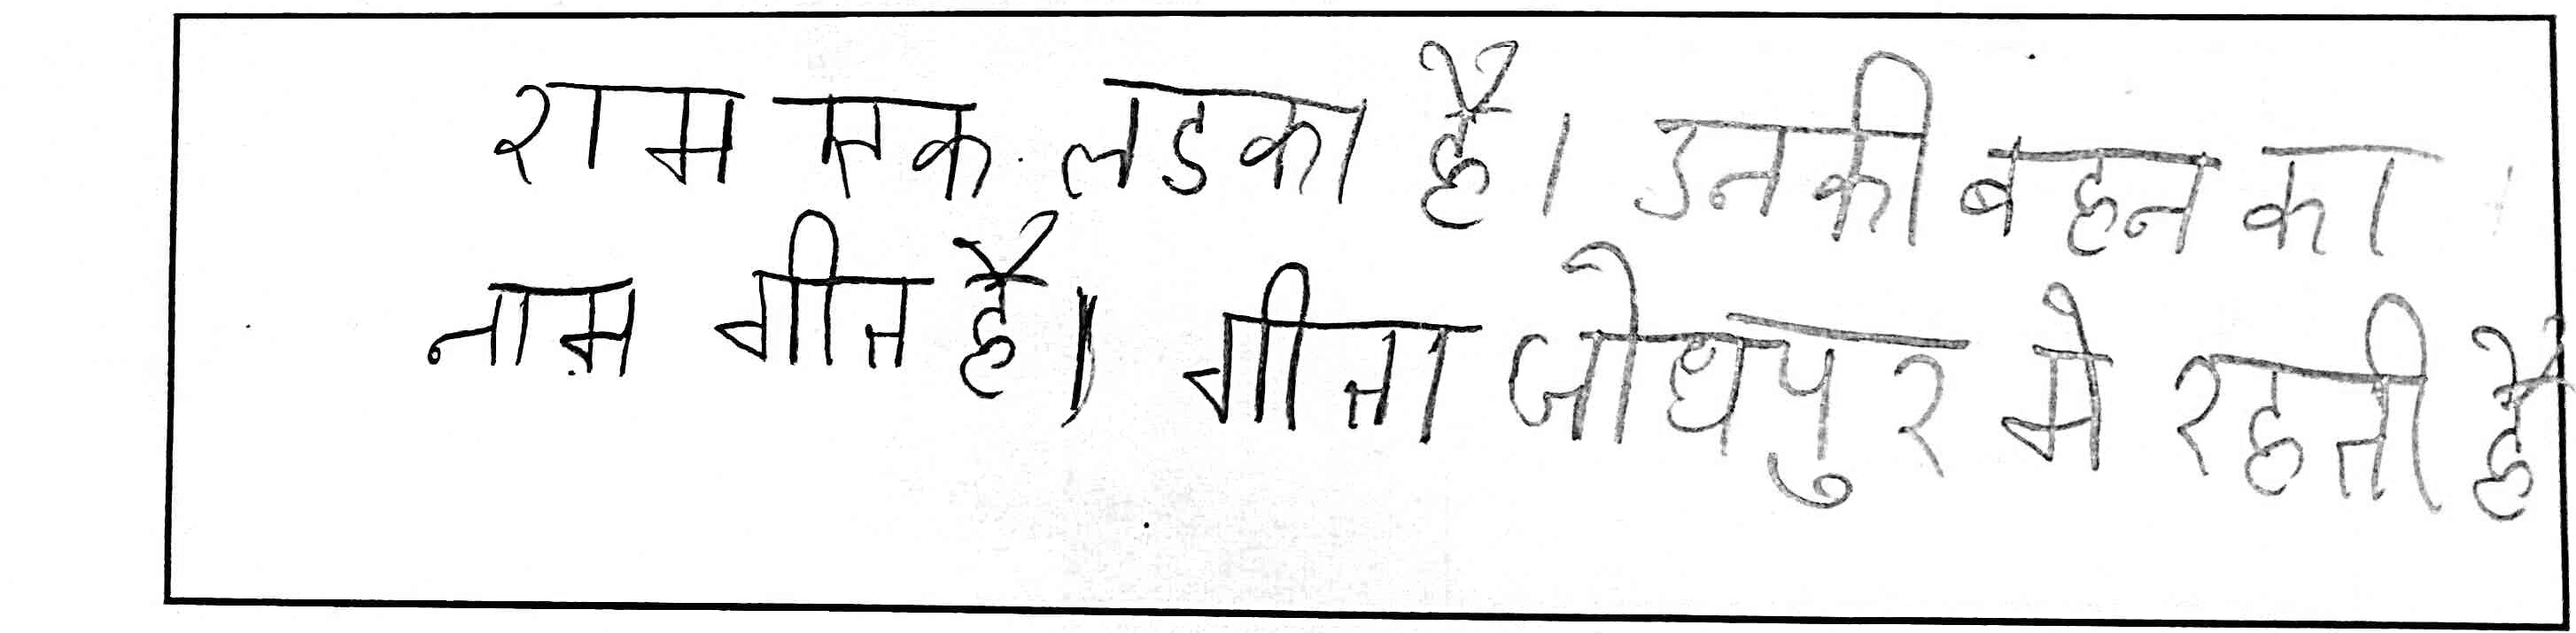 राम एक लडका है। उनकी बहन का
नाम गीत है। गीता जोधपुर मे रहती है